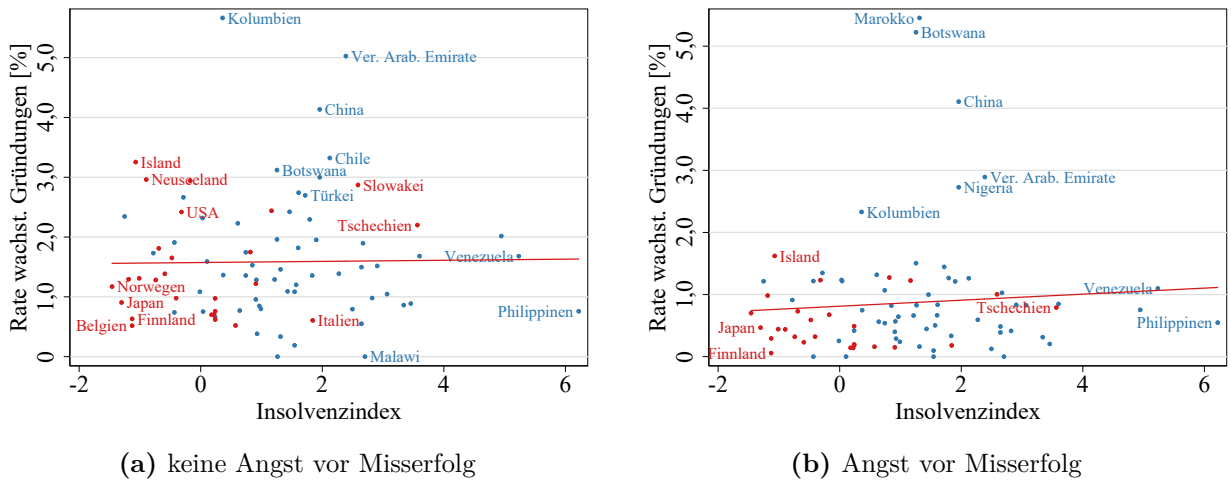 Kolumbien
Ver. Arab. Emirate
China
Island
Chile
Neuseeland
Botswana
Slowakei
USA
Türkei
Tschechien
Venezuela
Norwegen
Japan
Belgien
Finnland
Italien
Philippinen
Malawi
Rate wachst. Gründungen [%]
0
1,0
2,0
3,0
4,0
5,0
-2
0
2
4
6
Insolvenzindex
(a) keine Angst vor Misserfolg
Marokko
Botswana
China
Ver. Arab. Emirate
Nigeria
Kolumbien
Island
Venezuela
Tschechien
Japan
Philippinen
Finnland
Rate wachst. Gründungen [%]
0
1,0
2,0
3,0
4,0
5,0
-2
0
2
4
6
Insolvenzindex
(b) Angst vor Misserfolg